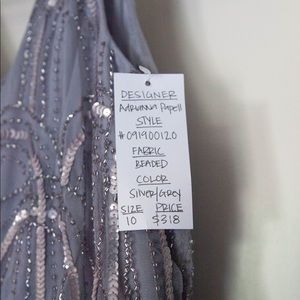 DESIGNER
Adrianna Papell
STYLE
#091900120
FABRIC
BEADED
COLOR
SILVER/GREY
SIZE PRICE
10 $318